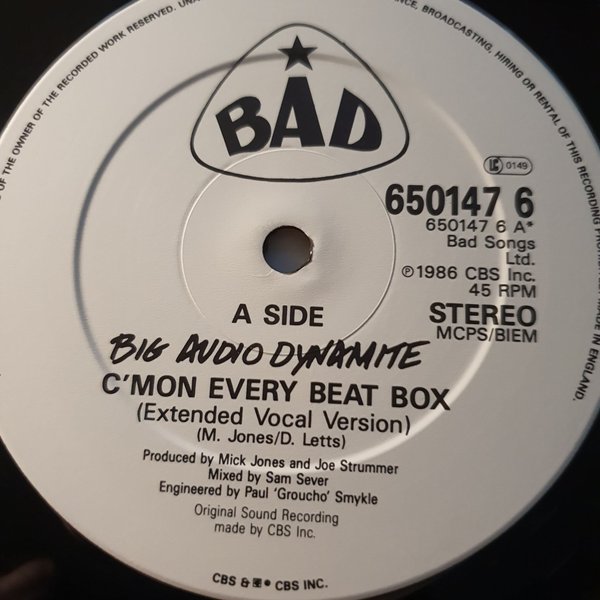 OF THE OWNER OF THE RECORDED WORK RESERVED.
BROADCASTING, HIRING OR RENTAL OF THIS RECORDING
MADE IN ENGLAND.
BAD
LC 0149
650147 6
650147 6 A*
Bad Songs
Ltd.
℗1986 CBS Inc.
45 RPM
STEREO
MCPS/BIEM
A SIDE
BIG AUDIO DYNAMITE
C'MON EVERY BEAT BOX
(Extended Vocal Version)
(M. Jones/D. Letts)
Produced by Mick Jones and Joe Strummer
Mixed by Sam Sever
Engineered by Paul 'Groucho' Smykle
Original Sound Recording
made by CBS Inc.
CBS & ® CBS INC.